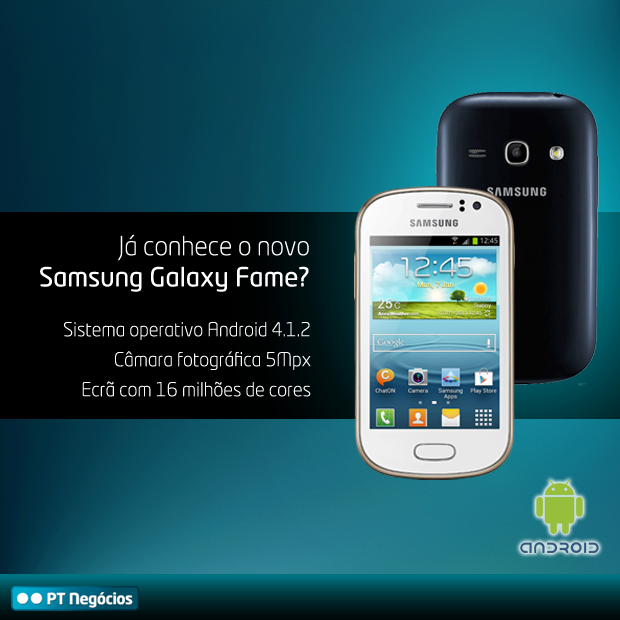 Já conhece o novo
Samsung Galaxy Fame?
Sistema operativo Android 4.1.2
Câmara fotográfica 5Mpx
Ecrã com 16 milhões de cores
SAMSUNG
SAMSUNG
12:45
12:45
25°C
Google
ChatON Camera Samsung Apps Play Store
ANDROID
PT Negócios